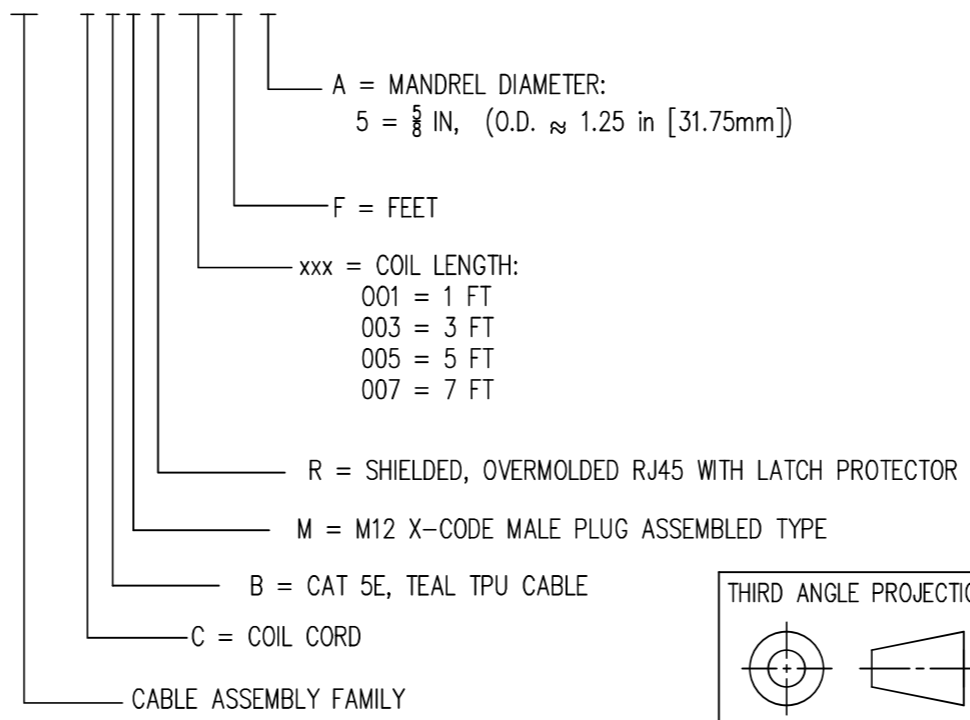 A = MANDREL DIAMETER:
5 = 5/8 IN, (O.D. ≈ 1.25 in [31.75mm])
F = FEET
xxx = COIL LENGTH:
001 = 1 FT
003 = 3 FT
005 = 5 FT
007 = 7 FT
R = SHIELDED, OVERMOLDED RJ45 WITH LATCH PROTECTOR
M = M12 X-CODE MALE PLUG ASSEMBLED TYPE
B = CAT 5E, TEAL TPU CABLE
THIRD ANGLE
C = COIL CORD
CABLE ASSEMBLY FAMILY